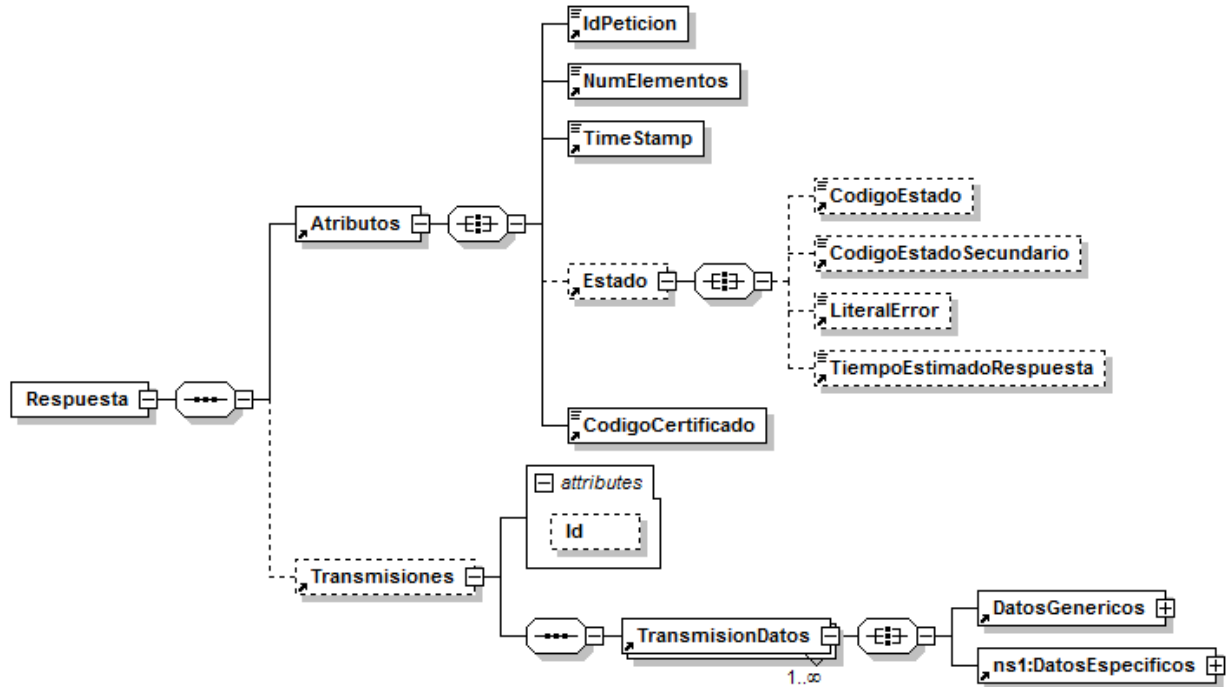 IdPeticion
NumElementos
TimeStamp
CodigoEstado
Atributos
CodigoEstadoSecundario
Estado
LiteralError
TiempoEstimadoRespuesta
Respuesta
CodigoCertificado
attributes
Id
Transmisiones
DatosGenericos
TransmisionDatos
1..∞
ns1:DatosEspecificos